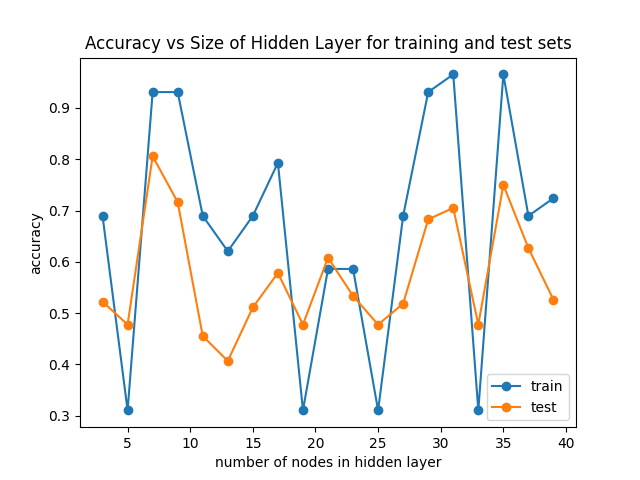 Accuracy vs Size of Hidden Layer for training and test sets
accuracy
0.9
0.8
0.7
0.6
0.5
0.4
0.3
train
test
5 10 15 20 25 30 35 40
number of nodes in hidden layer